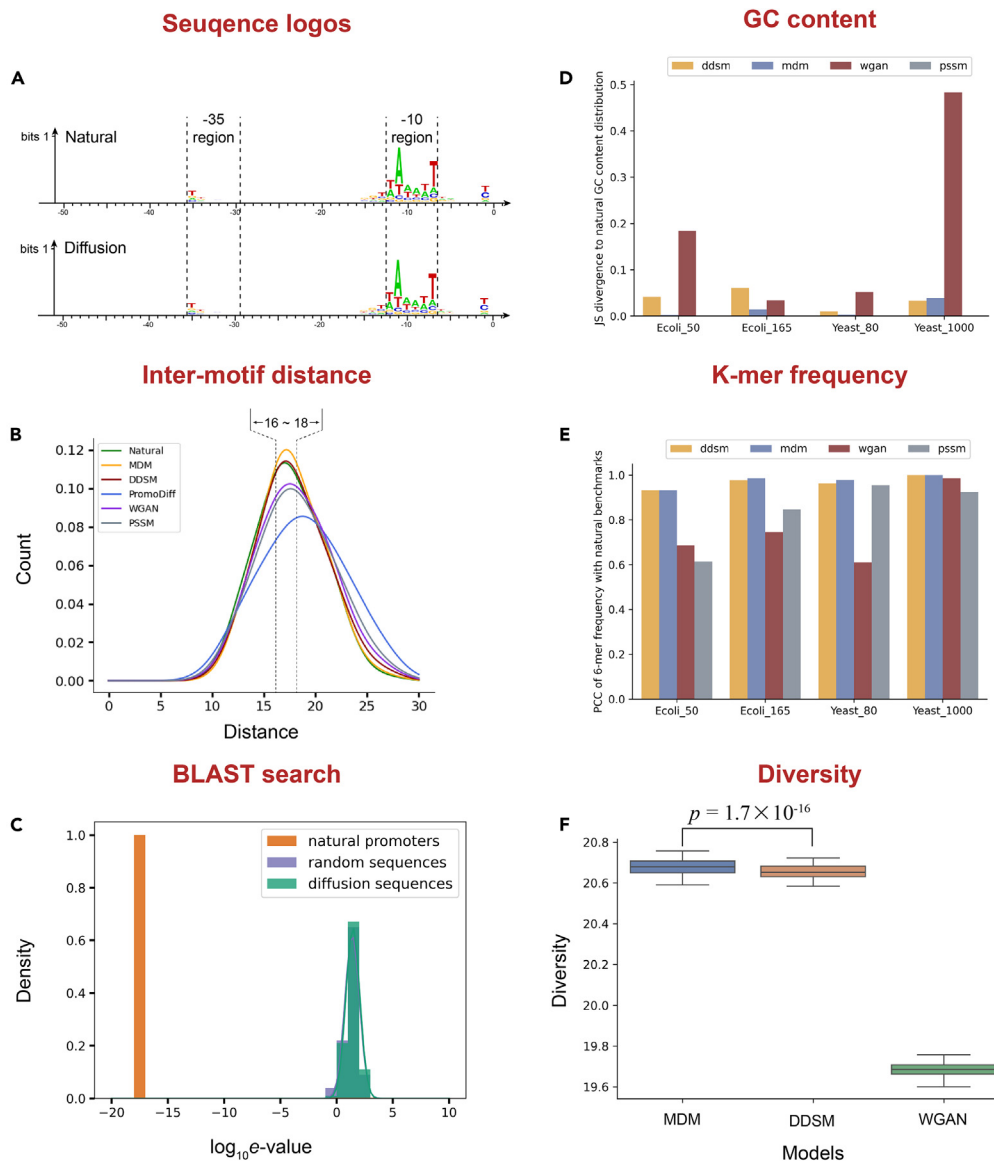 Seuqence logos
A
-35
region
-10
region
bits 1
Natural
-50
-40
-30
-20
-10
0
bits 1
Diffusion
-50
-40
-30
-20
-10
0
Inter-motif distance
B
16 ~ 18
Natural
MDM
DDSM
PromoDiff
WGAN
PSSM
0.12
0.10
0.08
0.06
0.04
0.02
0.00
Count
0 5 10 15 20 25 30
Distance
BLAST search
C
natural promoters
random sequences
diffusion sequences
1.0
0.8
0.6
0.4
0.2
0.0
Density
−20 −15 −10 −5 0 5 10
log10e-value
GC content
D
ddsm mdm wgan pssm
0.5
0.4
0.3
0.2
0.1
0.0
JS divergence to natural GC content distribution
Ecoli_50 Ecoli_165 Yeast_80 Yeast_1000
K-mer frequency
E
ddsm mdm wgan pssm
1.0
0.8
0.6
0.4
0.2
0.0
PCC of 6-mer frequency with natural benchmarks
Ecoli_50 Ecoli_165 Yeast_80 Yeast_1000
Diversity
F
p = 1.7×10-16
20.8
20.6
20.4
20.2
20.0
19.8
19.6
Diversity
MDM DDSM WGAN
Models